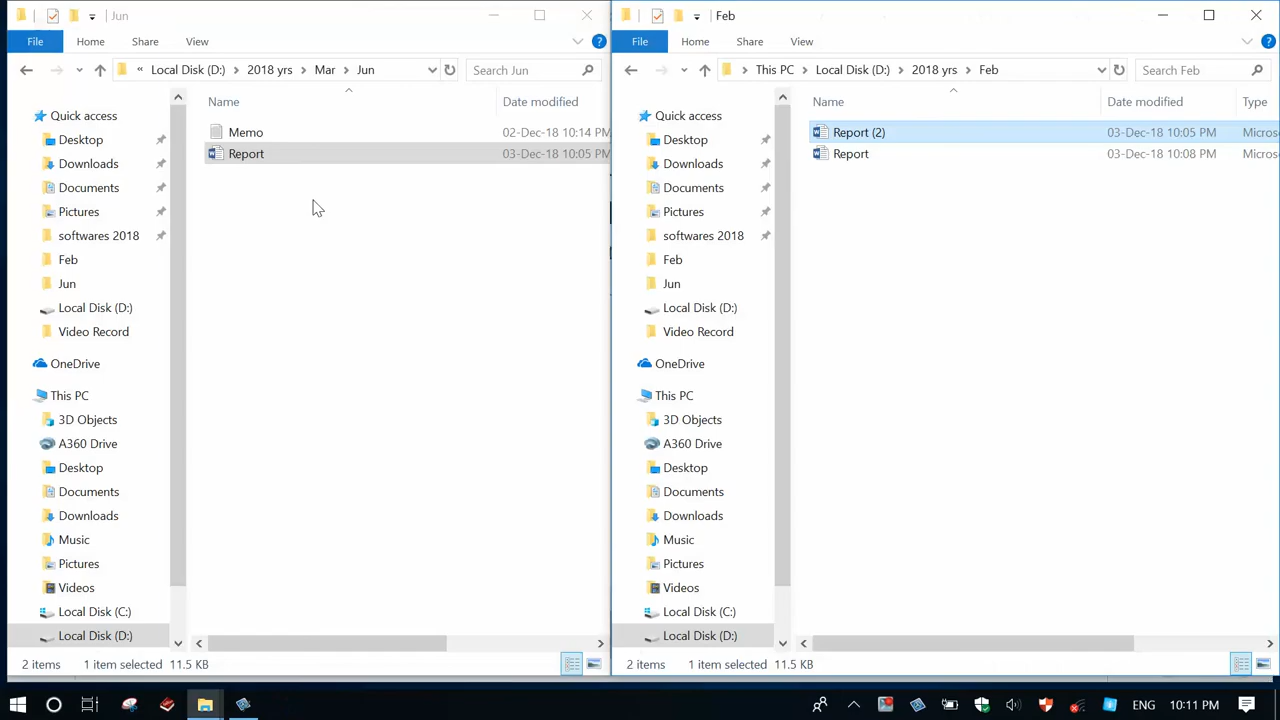 Jun
File Home Share View
« Local Disk (D:) 2018 yrs Mar Jun
Search Jun
Quick access
Desktop
Downloads
Documents
Pictures
softwares 2018
Feb
Jun
Local Disk (D:)
Video Record
OneDrive
This PC
3D Objects
A360 Drive
Desktop
Documents
Downloads
Music
Pictures
Videos
Local Disk (C:)
Local Disk (D:)
Name Date modified
Memo 02-Dec-18 10:14 PM
Report 03-Dec-18 10:05 PM
2 items 1 item selected 11.5 KB
Feb
File Home Share View
This PC Local Disk (D:) 2018 yrs Feb
Search Feb
Quick access
Desktop
Downloads
Documents
Pictures
softwares 2018
Feb
Jun
Local Disk (D:)
Video Record
OneDrive
This PC
3D Objects
A360 Drive
Desktop
Documents
Downloads
Music
Pictures
Videos
Local Disk (C:)
Local Disk (D:)
Name Date modified Type
Report (2) 03-Dec-18 10:05 PM
Report 03-Dec-18 10:08 PM
2 items 1 item selected 11.5 KB
ENG 10:11 PM